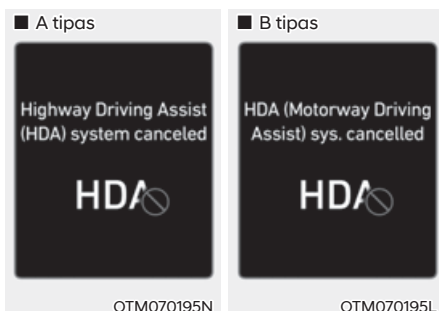 ■ A tipas
Highway Driving Assist
(HDA) system canceled
HDA
OTM070195N
■ B tipas
HDA (Motorway Driving
Assist) sys. cancelled
HDA
OTM070195L